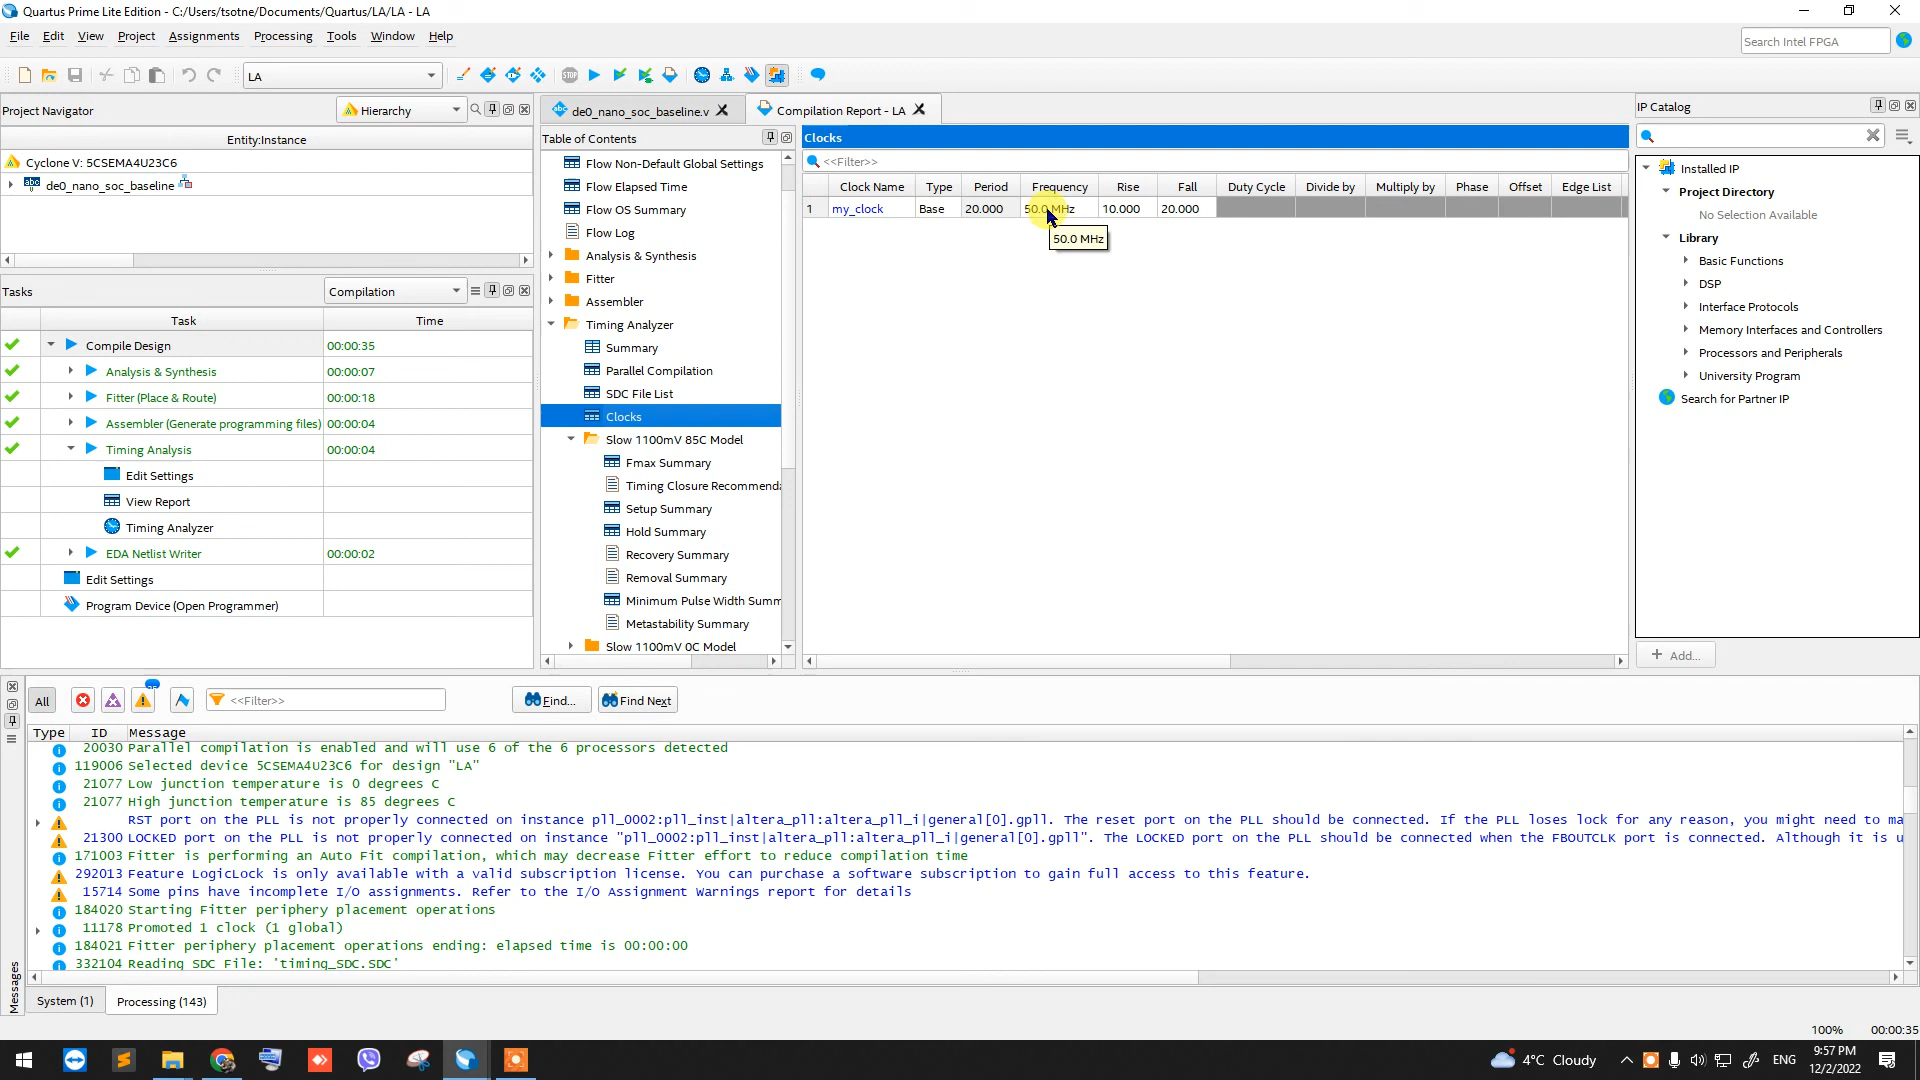 Quartus Prime Lite Edition - C:/Users/tsotne/Documents/Quartus/LA/LA - LA
File Edit View Project Assignments Processing Tools Window Help
Search Intel FPGA
LA
Project Navigator
Hierarchy
Entity:Instance
Cyclone V: 5CSEMA4U23C6
de0_nano_soc_baseline
Tasks
Compilation
Task Time
Compile Design 00:00:35
Analysis & Synthesis 00:00:07
Fitter (Place & Route) 00:00:18
Assembler (Generate programming files) 00:00:04
Timing Analysis 00:00:04
Edit Settings
View Report
Timing Analyzer
EDA Netlist Writer 00:00:02
Edit Settings
Program Device (Open Programmer)
de0_nano_soc_baseline.v
Compilation Report - LA
Table of Contents
Flow Non-Default Global Settings
Flow Elapsed Time
Flow OS Summary
Flow Log
Analysis & Synthesis
Fitter
Assembler
Timing Analyzer
Summary
Parallel Compilation
SDC File List
Clocks
Slow 1100mV 85C Model
Fmax Summary
Timing Closure Recommenda
Setup Summary
Hold Summary
Recovery Summary
Removal Summary
Minimum Pulse Width Summ
Metastability Summary
Slow 1100mV 0C Model
Clocks
<<Filter>>
Clock Name Type Period Frequency Rise Fall Duty Cycle Divide by Multiply by Phase Offset Edge List
1 my_clock Base 20.000 50.0 MHz 10.000 20.000
50.0 MHz
IP Catalog
Installed IP
Project Directory
No Selection Available
Library
Basic Functions
DSP
Interface Protocols
Memory Interfaces and Controllers
Processors and Peripherals
University Program
Search for Partner IP
+ Add...
All
<<Filter>>
Find...
Find Next
Type ID Message
20030 Parallel compilation is enabled and will use 6 of the 6 processors detected
119006 Selected device 5CSEMA4U23C6 for design "LA"
21077 Low junction temperature is 0 degrees C
21077 High junction temperature is 85 degrees C
RST port on the PLL is not properly connected on instance pll_0002:pll_inst|altera_pll:altera_pll_i|general[0].gpll. The reset port on the PLL should be connected. If the PLL loses lock for any reason, you might need to ma
21300 LOCKED port on the PLL is not properly connected on instance "pll_0002:pll_inst|altera_pll:altera_pll_i|general[0].gpll". The LOCKED port on the PLL should be connected when the FBOUTCLK port is connected. Although it is u
171003 Fitter is performing an Auto Fit compilation, which may decrease Fitter effort to reduce compilation time
292013 Feature LogicLock is only available with a valid subscription license. You can purchase a software subscription to gain full access to this feature.
15714 Some pins have incomplete I/O assignments. Refer to the I/O Assignment Warnings report for details
184020 Starting Fitter periphery placement operations
11178 Promoted 1 clock (1 global)
184021 Fitter periphery placement operations ending: elapsed time is 00:00:00
332104 Reading SDC File: 'timing_SDC.SDC'
Messages
System (1)
Processing (143)
100% 00:00:35
4°C Cloudy
ENG
9:57 PM
12/2/2022